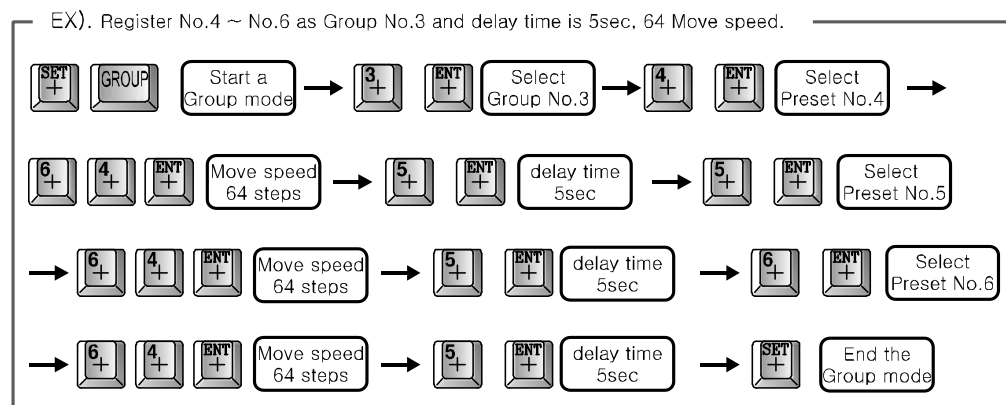 EX). Register No.4 ~ No.6 as Group No.3 and delay time is 5sec, 64 Move speed.
SET + GROUP Start a Group mode 3 + ENT + Select Group No.3 4 + ENT + Select Preset No.4
6 + 4 + ENT + Move speed 64 steps 5 + ENT + delay time 5sec 5 + ENT + Select Preset No.5
6 + 4 + ENT + Move speed 64 steps 5 + ENT + delay time 5sec 6 + ENT + Select Preset No.6
6 + 4 + ENT + Move speed 64 steps 5 + ENT + delay time 5sec SET + End the Group mode